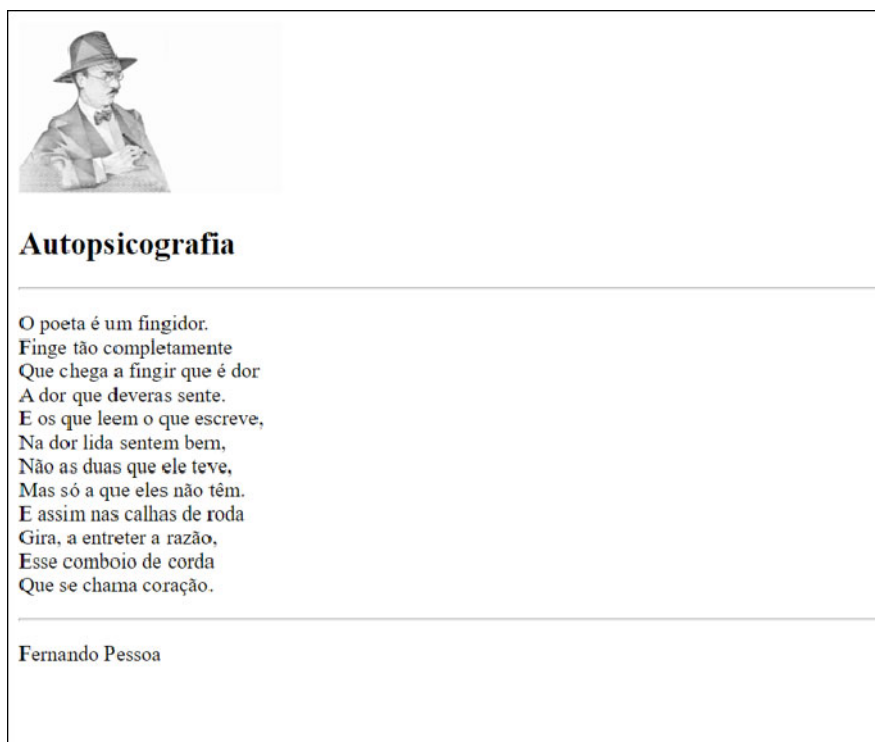 Autopsicografia
O poeta é um fingidor.
Finge tão completamente
Que chega a fingir que é dor
A dor que deveras sente.
E os que leem o que escreve,
Na dor lida sentem bem,
Não as duas que ele teve,
Mas só a que eles não têm.
E assim nas calhas de roda
Gira, a entreter a razão,
Esse comboio de corda
Que se chama coração.
Fernando Pessoa